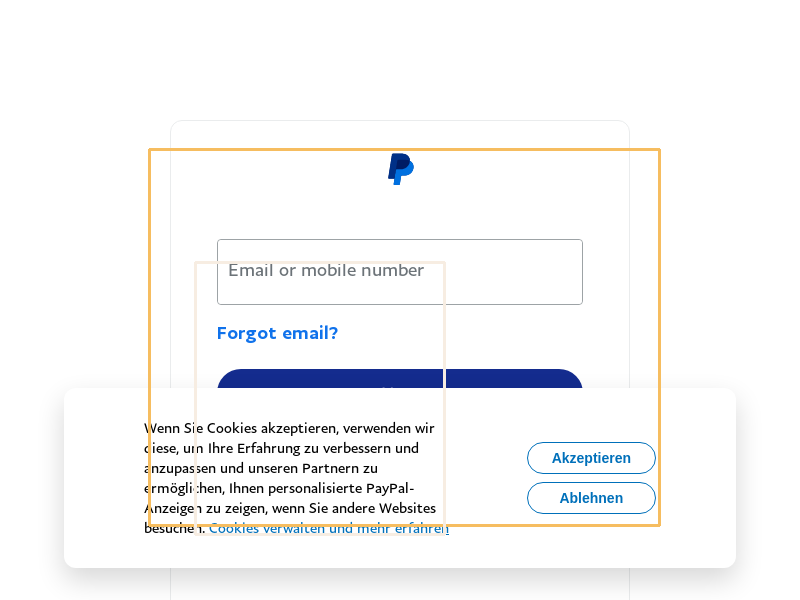 Email or mobile number
Forgot email?
Wenn Sie Cookies akzeptieren, verwenden wir
diese, um Ihre Erfahrung zu verbessern und
anzupassen und unseren Partnern zu
ermöglichen, Ihnen personalisierte PayPal-
Anzeigen zu zeigen, wenn Sie andere Websites
besuchen. Cookies verwalten und mehr erfahren
Akzeptieren
Ablehnen